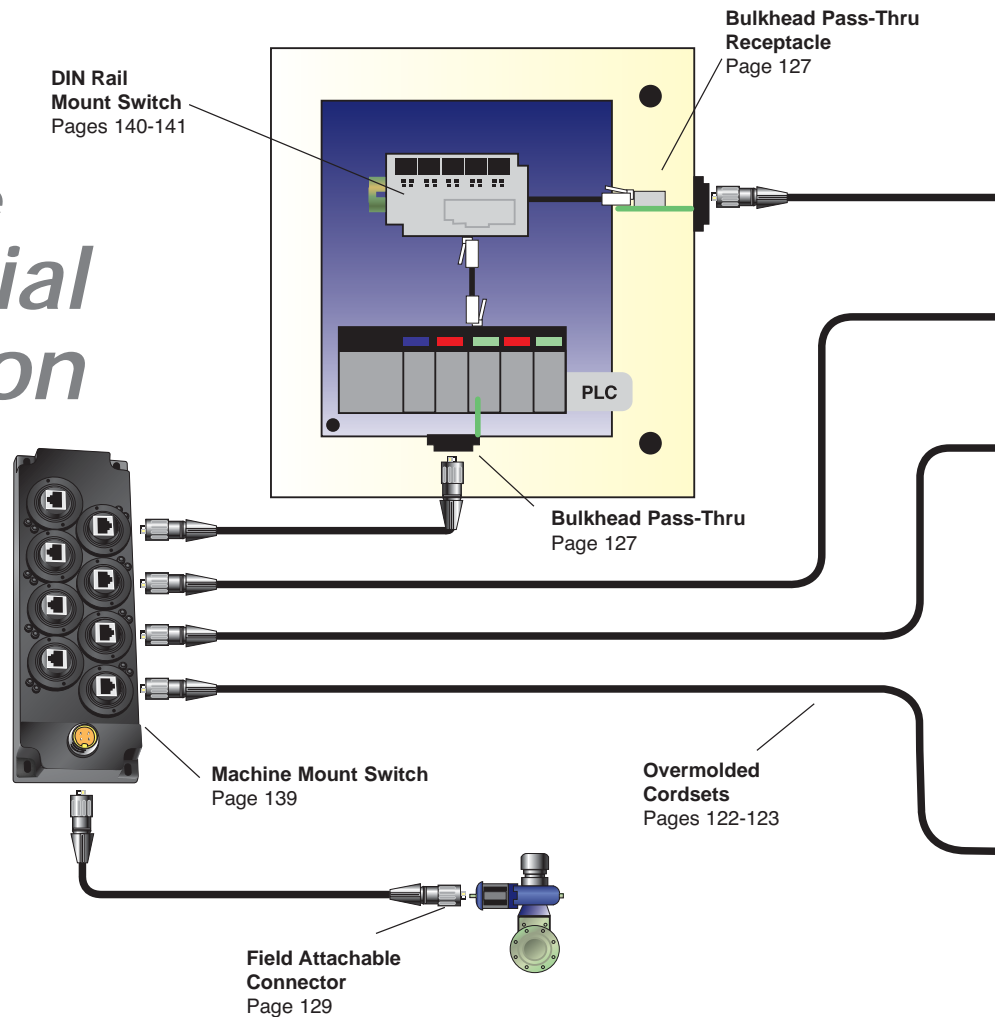 Bulkhead Pass-Thru
Receptacle
Page 127
DIN Rail
Mount Switch
Pages 140-141
e
ial
on
PLC
Bulkhead Pass-Thru
Page 127
Machine Mount Switch
Page 139
Overmolded
Cordsets
Pages 122-123
Field Attachable
Connector
Page 129